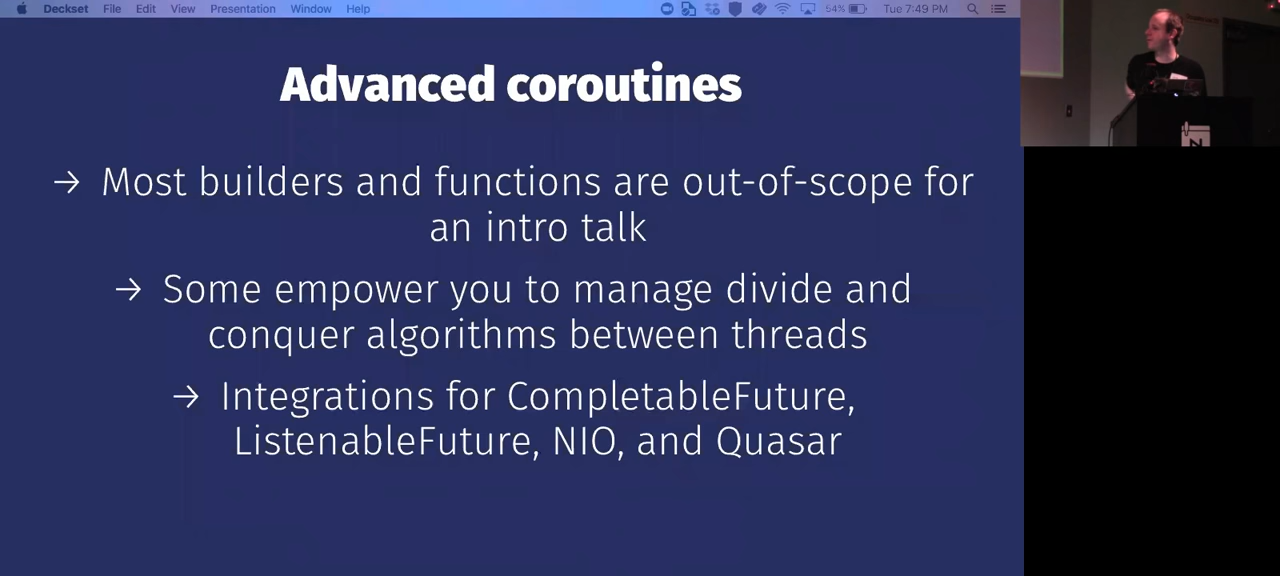 Deckset File Edit View Presentation Window Help 54% Tue 7:49 PM
Advanced coroutines
→ Most builders and functions are out-of-scope for
an intro talk
→ Some empower you to manage divide and
conquer algorithms between threads
→ Integrations for CompletableFuture,
ListenableFuture, NIO, and Quasar